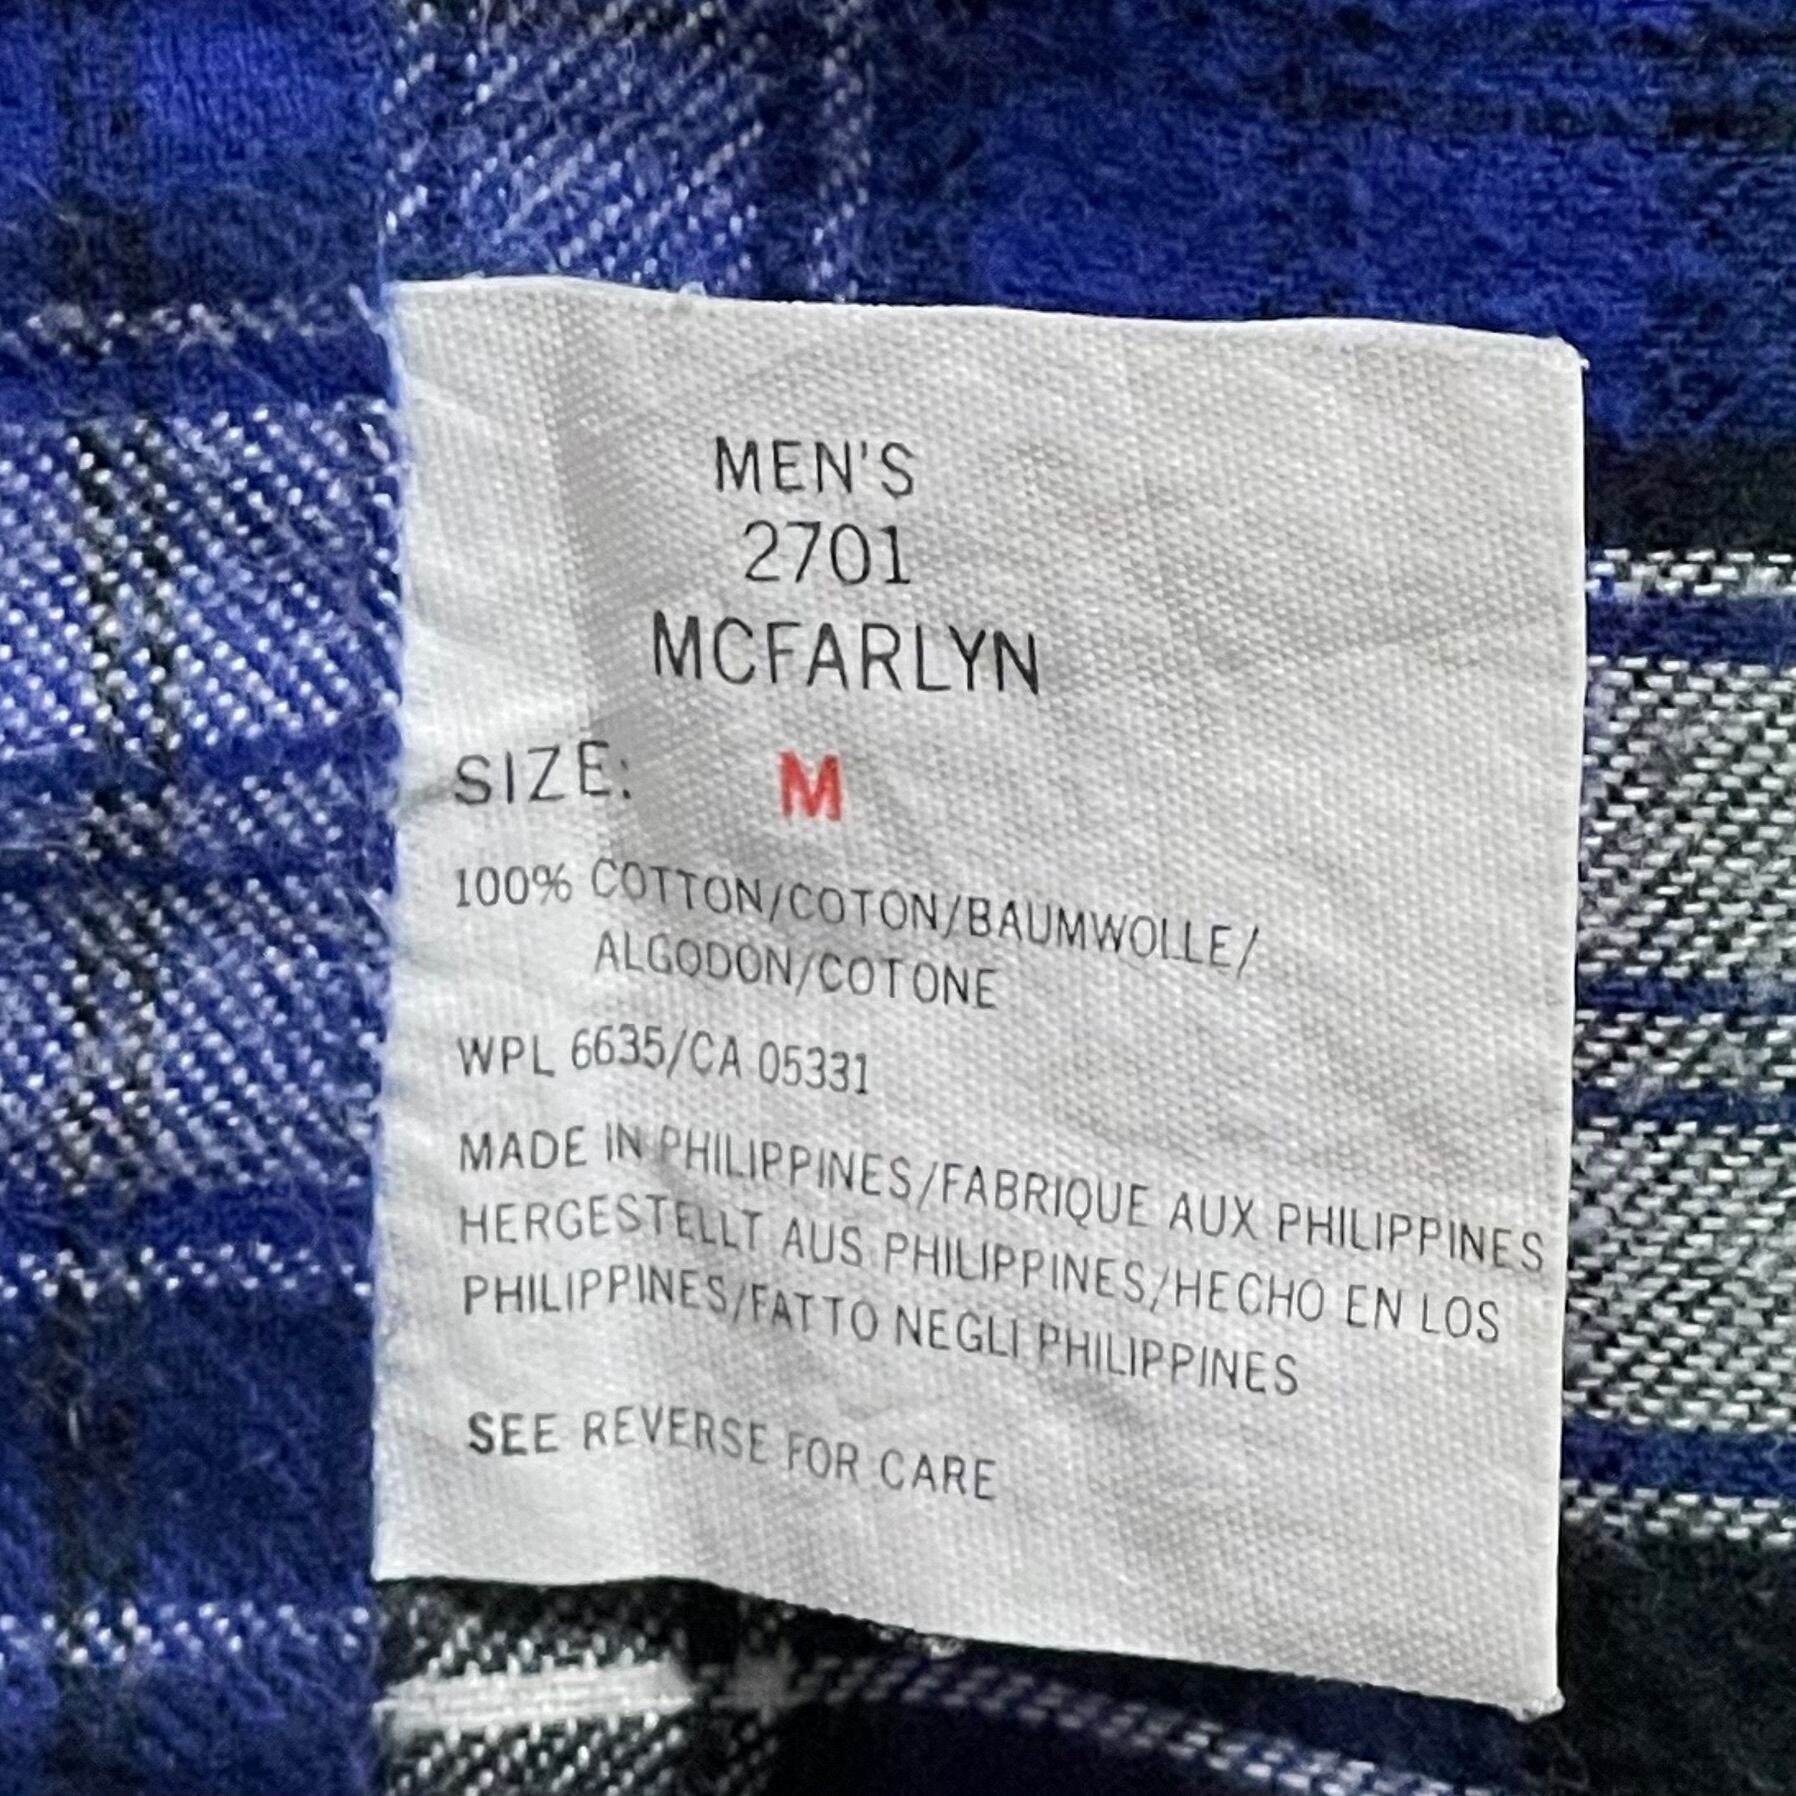 MEN'S
2701
MCFARLYN
SIZE: M
100% COTTON/COTON/BAUMWOLLE/
ALGODON/COTONE
WPL 6635/CA 05331
MADE IN PHILIPPINES/FABRIQUE AUX PHILIPPINES
HERGESTELLT AUS PHILIPPINES/HECHO EN LOS
PHILIPPINES/FATTO NEGLI PHILIPPINES
SEE REVERSE FOR CARE